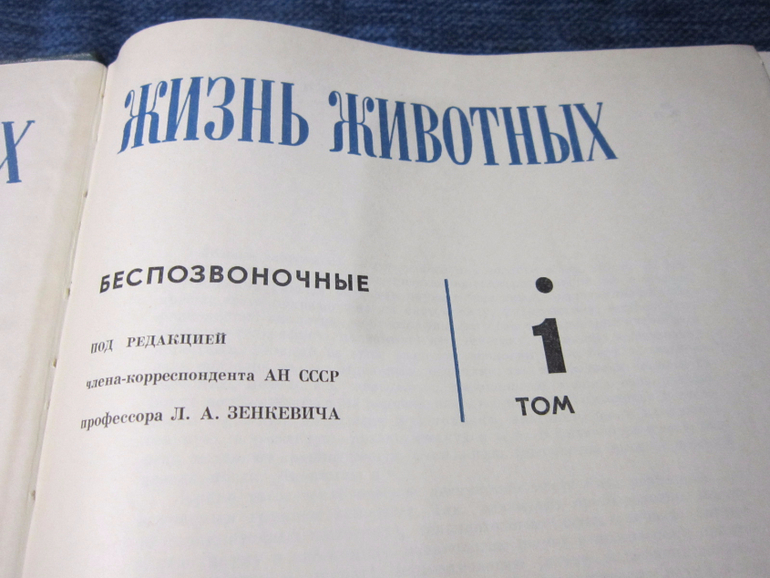 Х
ЖИЗНЬ ЖИВОТНЫХ
БЕСПОЗВОНОЧНЫЕ
ПОД РЕДАКЦИЕЙ
члена-корреспондента АН СССР
профессора Л. А. ЗЕНКЕВИЧА
1
ТОМ